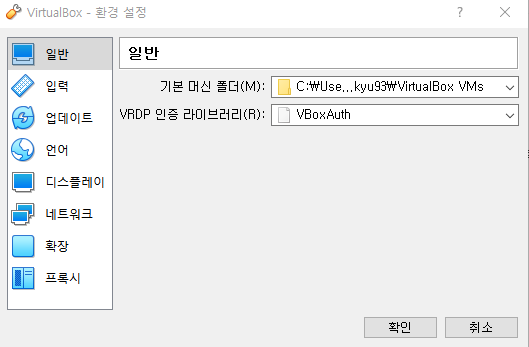 VirtualBox - 환경 설정
일반
입력
업데이트
언어
디스플레이
네트워크
확장
프록시
일반
기본 머신 폴더(M): C:\Use...kyu93\VirtualBox VMs
VRDP 인증 라이브러리(R): VBoxAuth
확인 취소